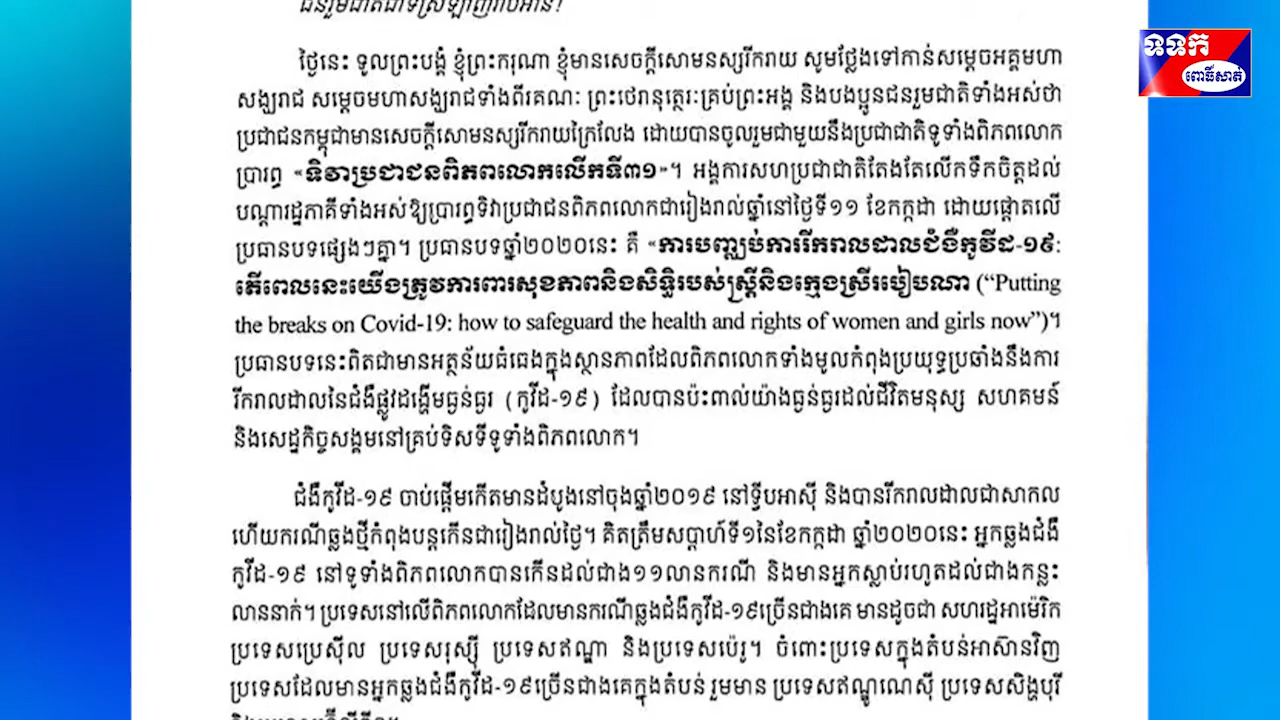 ជនរួមជាតិជាទីស្រឡាញ់រាប់អាន!
ថ្ងៃនេះ ទូលព្រះបង្គំ ខ្ញុំព្រះករុណា ខ្ញុំមានសេចក្តីសោមនស្សរីករាយ សូមថ្លែងទៅកាន់សម្តេចអគ្គមហា
សង្ឃរាជ សម្តេចមហាសង្ឃរាជទាំងពីរគណៈ ព្រះថេរានុត្ថេរៈគ្រប់ព្រះអង្គ និងបងប្អូនជនរួមជាតិទាំងអស់ថា
ប្រជាជនកម្ពុជាមានសេចក្តីសោមនស្សរីករាយក្រៃលែង ដោយបានចូលរួមជាមួយនឹងប្រជាជាតិទូទាំងពិភពលោក
ប្រារព្ធ «ទិវាប្រជាជនពិភពលោកលើកទី៣១»។ អង្គការសហប្រជាជាតិតែងតែលើកទឹកចិត្តដល់
បណ្តារដ្ឋភាគីទាំងអស់ឱ្យប្រារព្ធទិវាប្រជាជនពិភពលោកជារៀងរាល់ឆ្នាំនៅថ្ងៃទី១១ ខែកក្កដា ដោយផ្តោតលើ
ប្រធានបទផ្សេងៗគ្នា។ ប្រធានបទឆ្នាំ២០២០នេះ គឺ «ការបញ្ឈប់ការរីករាលដាលជំងឺកូវីដ-១៩:
តើពេលនេះយើងត្រូវការពារសុខភាពនិងសិទ្ធិរបស់ស្ត្រីនិងក្មេងស្រីរបៀបណា (“Putting
the breaks on Covid-19: how to safeguard the health and rights of women and girls now”)។
ប្រធានបទនេះពិតជាមានអត្ថន័យធំធេងក្នុងស្ថានភាពដែលពិភពលោកទាំងមូលកំពុងប្រយុទ្ធប្រឆាំងនឹងការ
រីករាលដាលនៃជំងឺផ្លូវដង្ហើមធ្ងន់ធ្ងរ (កូវីដ-១៩) ដែលបានប៉ះពាល់យ៉ាងធ្ងន់ធ្ងរដល់ជីវិតមនុស្ស សហគមន៍
និងសេដ្ឋកិច្ចសង្គមនៅគ្រប់ទិសទីទូទាំងពិភពលោក។
ជំងឺកូវីដ-១៩ ចាប់ផ្តើមកើតមានដំបូងនៅចុងឆ្នាំ២០១៩ នៅទ្វីបអាស៊ី និងបានរីករាលដាលជាសាកល
ហើយករណីឆ្លងថ្មីកំពុងបន្តកើនជារៀងរាល់ថ្ងៃ។ គិតត្រឹមសប្តាហ៍ទី១នៃខែកក្កដា ឆ្នាំ២០២០នេះ អ្នកឆ្លងជំងឺ
កូវីដ-១៩ នៅទូទាំងពិភពលោកបានកើនដល់ជាង១១លានករណី និងមានអ្នកស្លាប់រហូតដល់ជាងកន្លះ
លាននាក់។ ប្រទេសនៅលើពិភពលោកដែលមានករណីឆ្លងជំងឺកូវីដ-១៩ច្រើនជាងគេ មានដូចជា សហរដ្ឋអាម៉េរិក
ប្រទេសប្រេស៊ីល ប្រទេសរុស្ស៊ី ប្រទេសឥណ្ឌា និងប្រទេសប៉េរូ។ ចំពោះប្រទេសក្នុងតំបន់អាស៊ានវិញ
ប្រទេសដែលមានអ្នកឆ្លងជំងឺកូវីដ-១៩ច្រើនជាងគេក្នុងតំបន់ រួមមាន ប្រទេសឥណ្ឌូណេស៊ី ប្រទេសសិង្ហបុរី
ទទក
ពោធិ៍សាត់